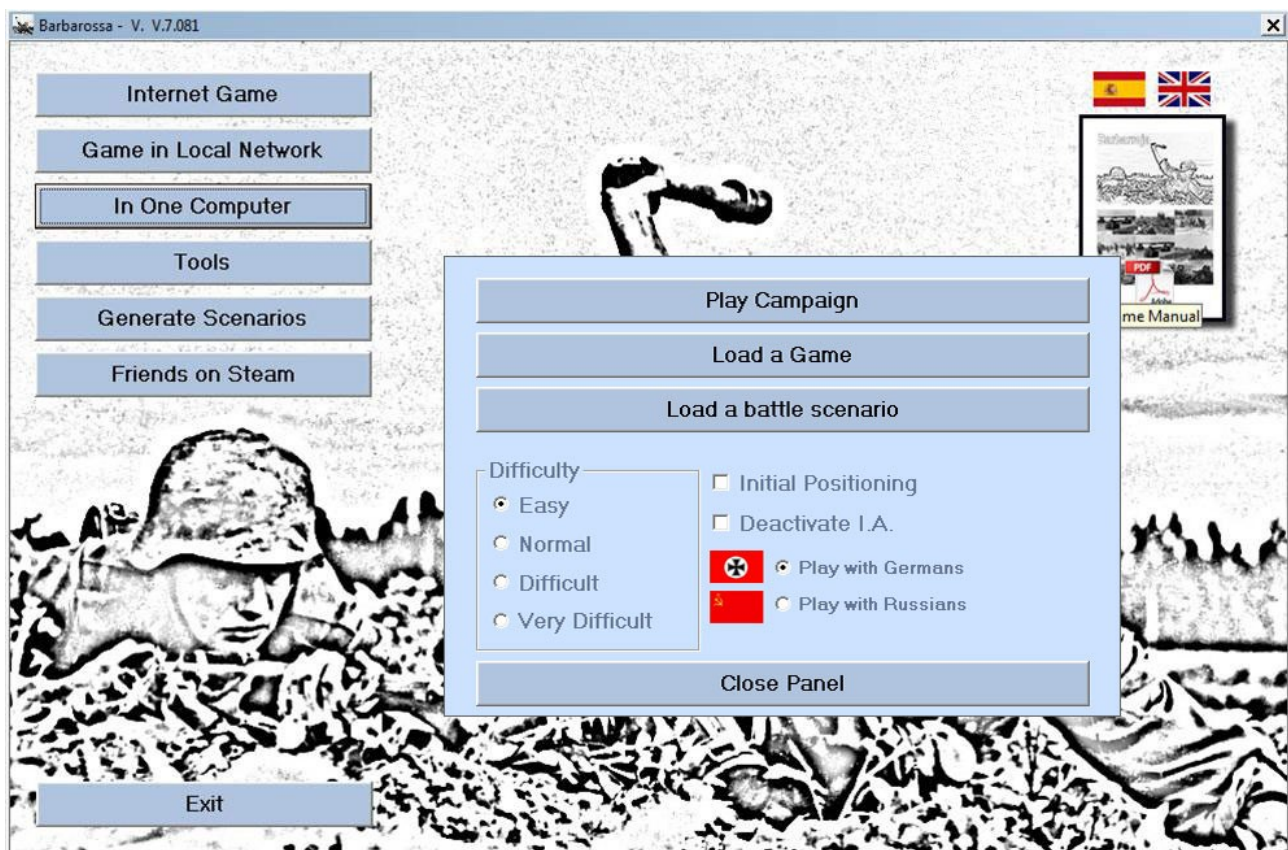 Barbarossa - V. V.7.081
Internet Game
Game in Local Network
In One Computer
Tools
Generate Scenarios
Friends on Steam
Exit
Barbaroja
PDF
Adobe
me Manual
Play Campaign
Load a Game
Load a battle scenario
Difficulty
Easy
Normal
Difficult
Very Difficult
Initial Positioning
Deactivate I.A.
Play with Germans
Play with Russians
Close Panel